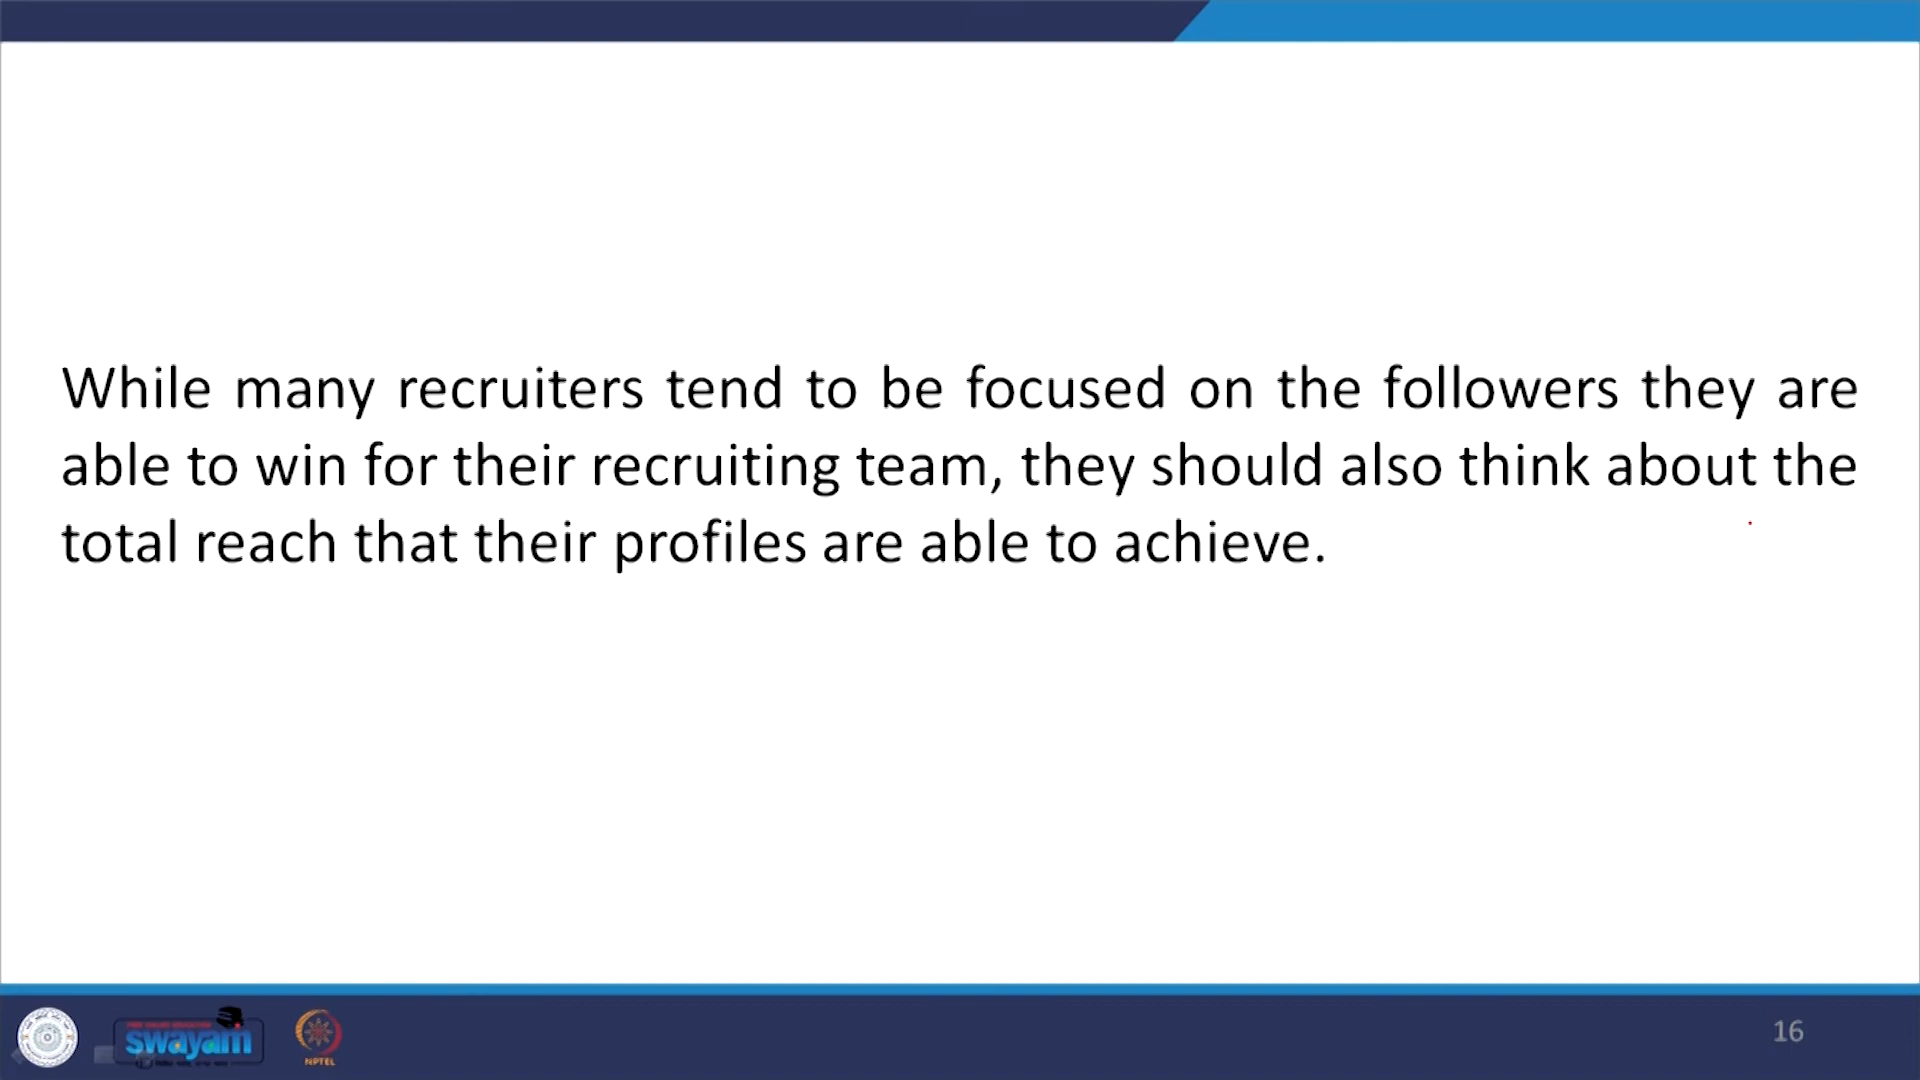 While many recruiters tend to be focused on the followers they are
able to win for their recruiting team, they should also think about the
total reach that their profiles are able to achieve.
swayam
NPTEL
16